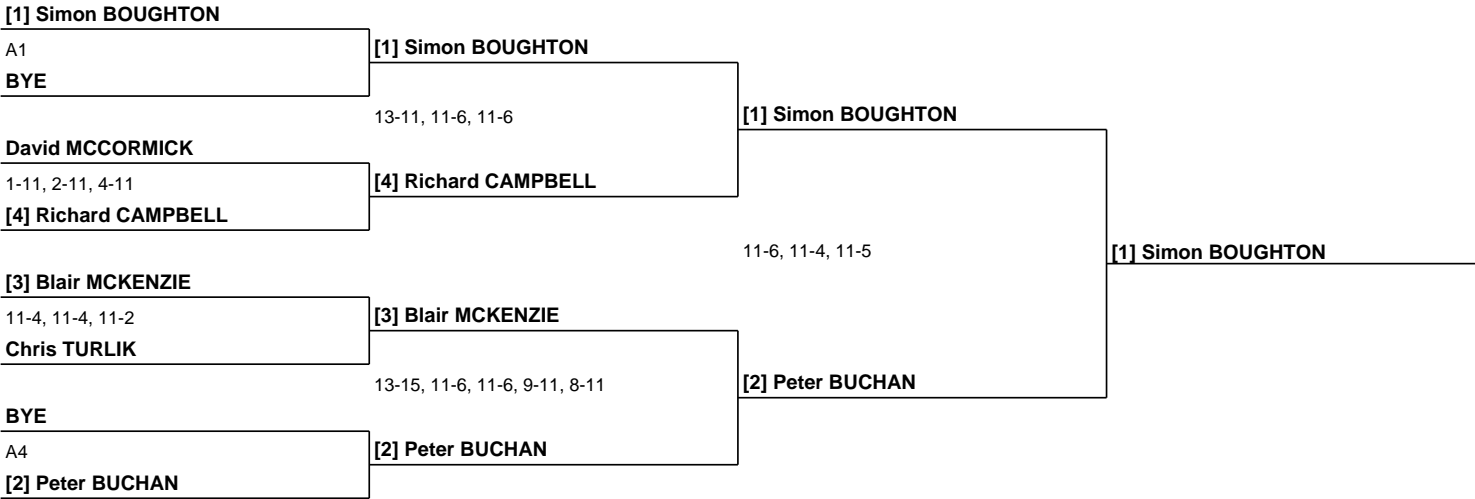 [1] Simon BOUGHTON
A1
BYE
[1] Simon BOUGHTON
13-11, 11-6, 11-6
[1] Simon BOUGHTON
David MCCORMICK
1-11, 2-11, 4-11
[4] Richard CAMPBELL
[4] Richard CAMPBELL
11-6, 11-4, 11-5
[1] Simon BOUGHTON
[3] Blair MCKENZIE
11-4, 11-4, 11-2
Chris TURLIK
[3] Blair MCKENZIE
13-15, 11-6, 11-6, 9-11, 8-11
[2] Peter BUCHAN
BYE
A4
[2] Peter BUCHAN
[2] Peter BUCHAN